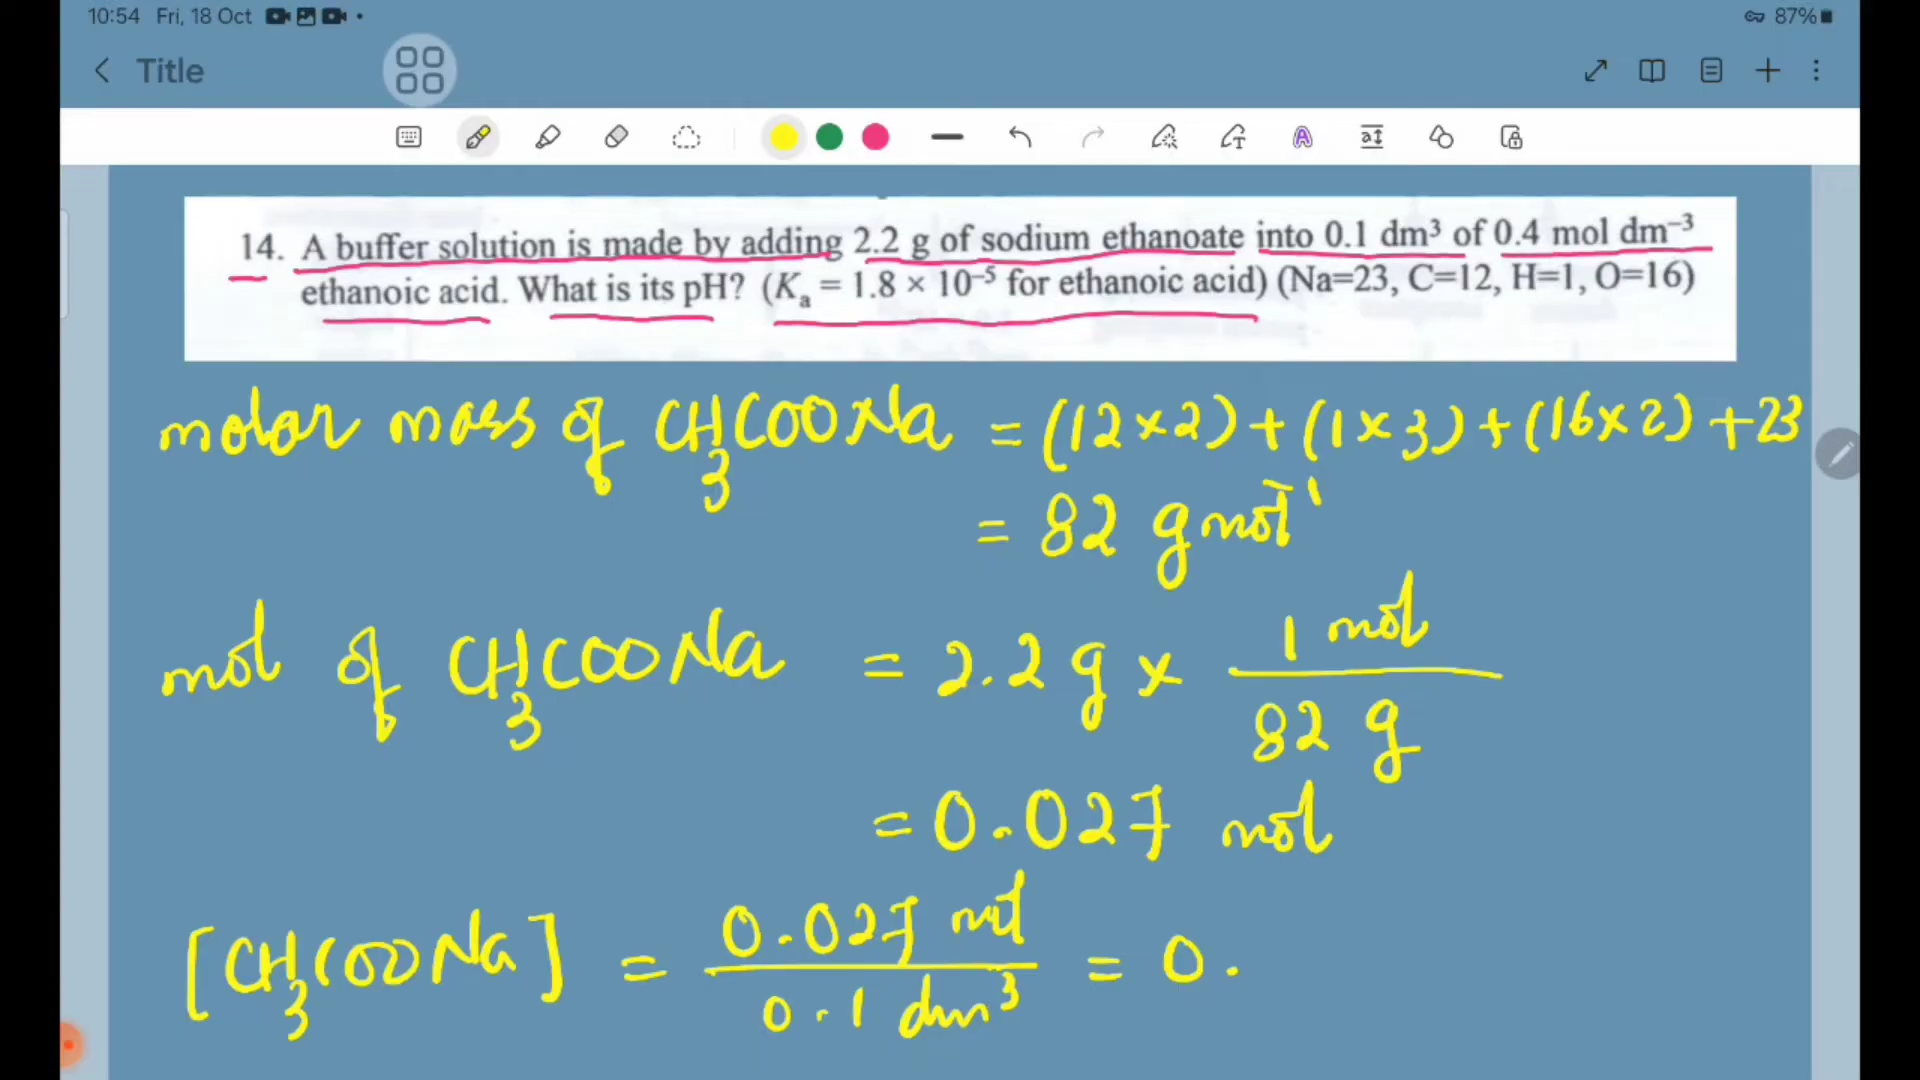 10:54 Fri, 18 Oct
87%
Title
14. A buffer solution is made by adding 2.2 g of sodium ethanoate into 0.1 dm³ of 0.4 mol dm⁻³
ethanoic acid. What is its pH? (Kₐ = 1.8 × 10⁻⁵ for ethanoic acid) (Na=23, C=12, H=1, O=16)
molar mass of CH₃COONa = (12×2)+(1×3)+(16×2)+23
= 82 g mol⁻¹
mol of CH₃COONa = 2.2 g × 1 mol / 82 g
= 0.027 mol
[CH₃COONa] = 0.027 mol / 0.1 dm³ = 0.